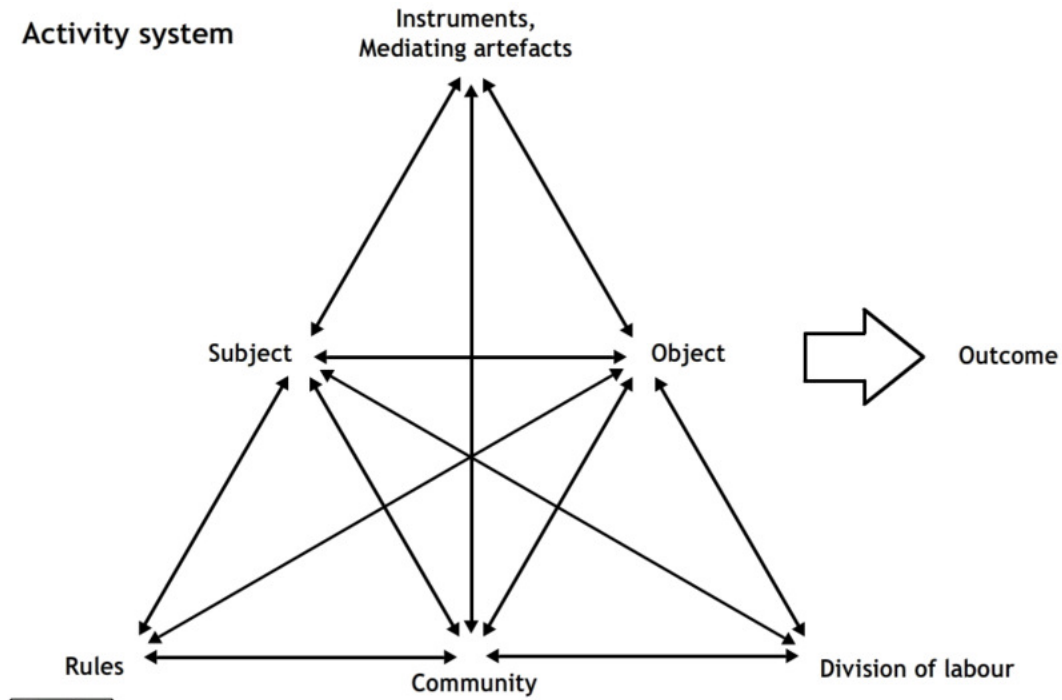 Activity system
Instruments,
Mediating artefacts
Subject
Object
Outcome
Rules
Community
Division of labour